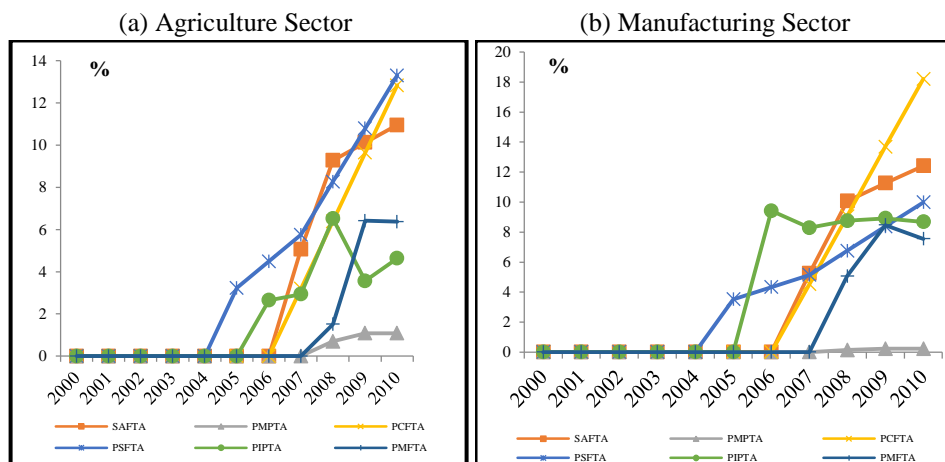 (a) Agriculture Sector
%
14
12
10
8
6
4
2
0
2000 2001 2002 2003 2004 2005 2006 2007 2008 2009 2010
SAFTA PMPTA PCFTA
PSFTA PIPTA PMFTA
(b) Manufacturing Sector
%
20
18
16
14
12
10
8
6
4
2
0
2000 2001 2002 2003 2004 2005 2006 2007 2008 2009 2010
SAFTA PMPTA PCFTA
PSFTA PIPTA PMFTA